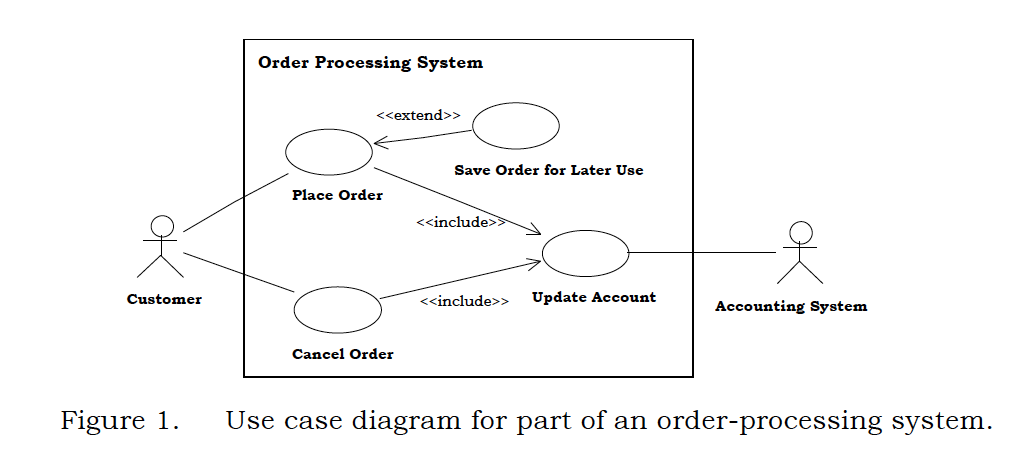 Order Processing System
<<extend>>
Save Order for Later Use
Place Order
<<include>>
Customer
<<include>>
Update Account
Accounting System
Cancel Order
Figure 1. Use case diagram for part of an order-processing system.